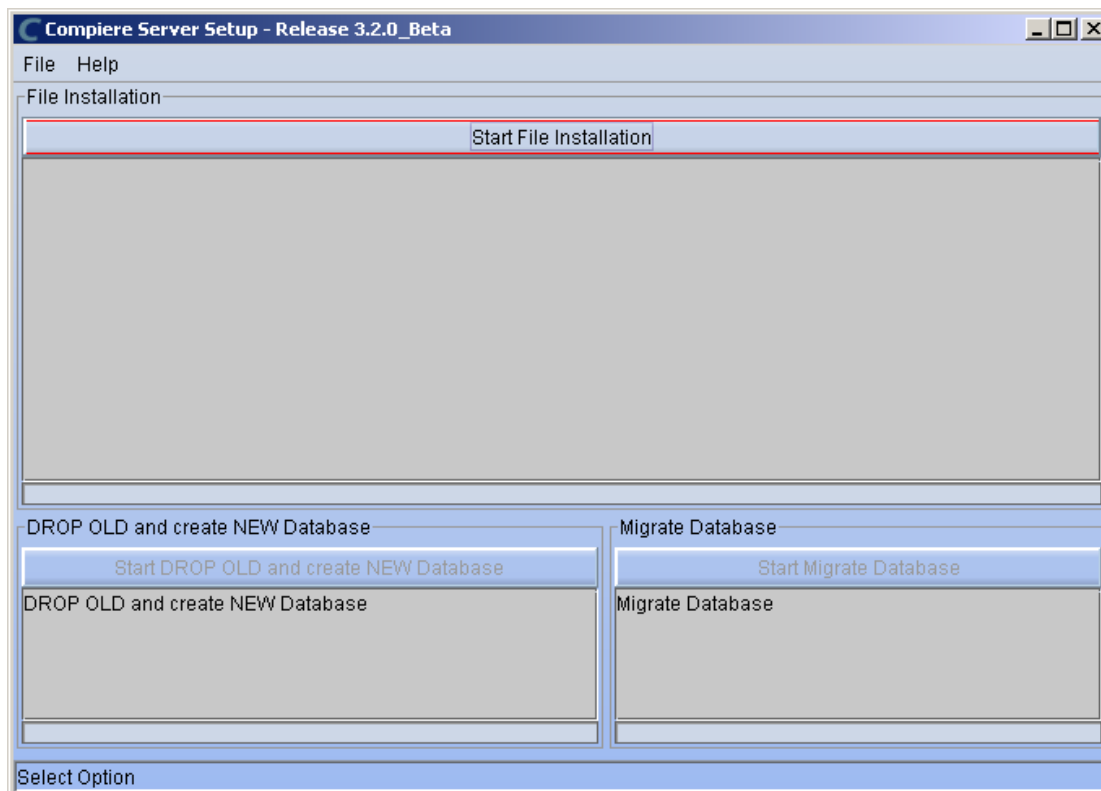 Compiere Server Setup - Release 3.2.0_Beta
File Help
File Installation
Start File Installation
DROP OLD and create NEW Database
Start DROP OLD and create NEW Database
DROP OLD and create NEW Database
Migrate Database
Start Migrate Database
Migrate Database
Select Option